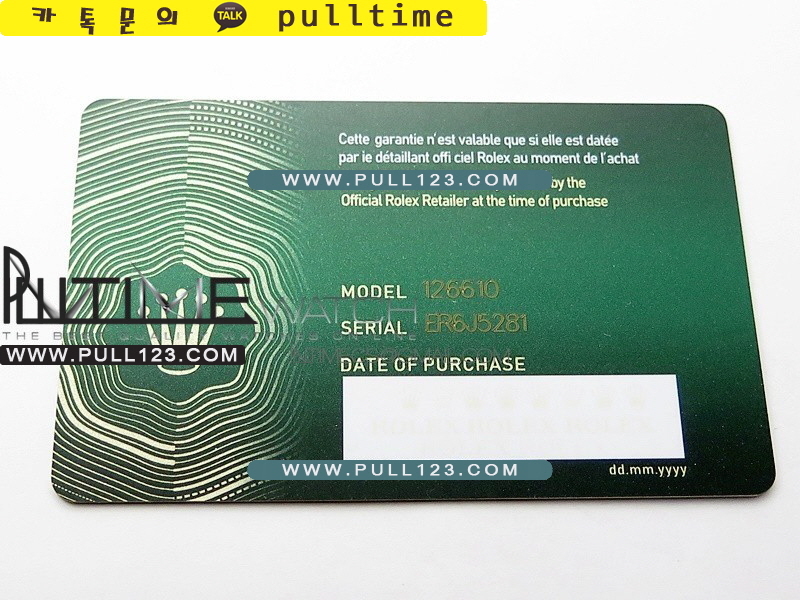 카톡문의 TALK pulltime
Cette garantie n'est valable que si elle est datée
par le détaillant offi ciel Rolex au moment de l'achat
WWW.PULL123.COM
by the
Official Rolex Retailer at the time of purchase
MODEL 126610
SERIAL ER6J5281
WATCH
WWW.PULL123.COM
DATE OF PURCHASE
WWW.PULL123.COM
dd.mm.yyyy